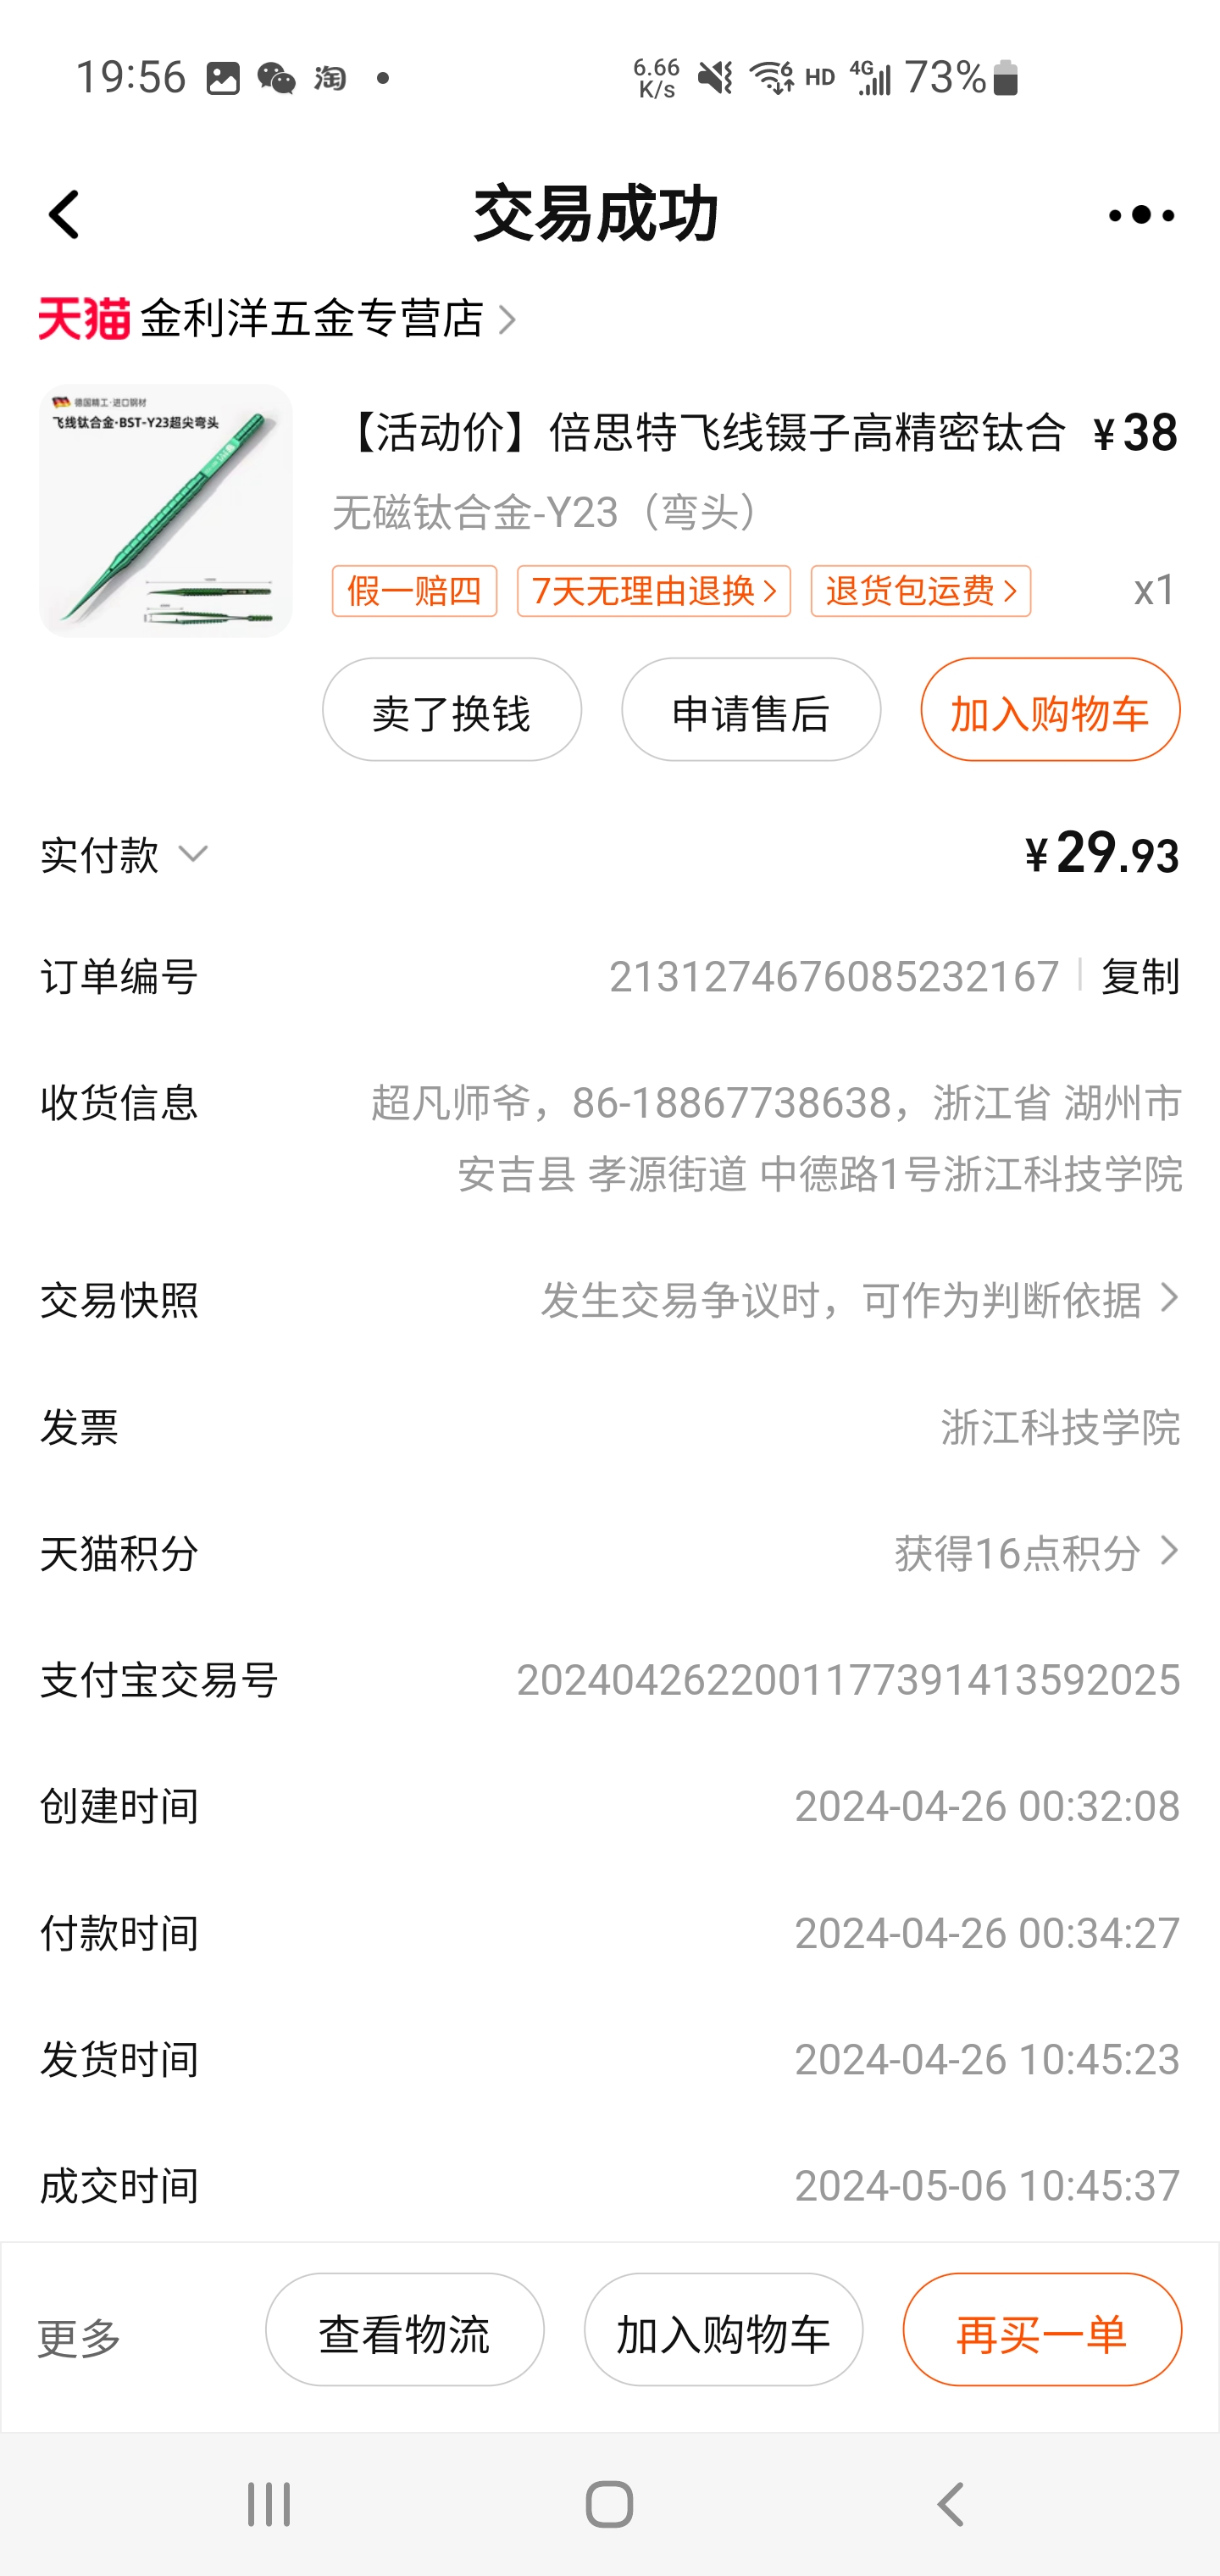 19:56 淘 6.66 K/s 6 HD 4G 73%
交易成功
天猫 金利洋五金专营店
德国精工·进口钢材
飞线钛合金·BST-Y23超尖弯头
【活动价】倍思特飞线镊子高精密钛合 ¥38
无磁钛合金-Y23（弯头）
假一赔四 7天无理由退换 退货包运费 x1
卖了换钱 申请售后 加入购物车
实付款 ¥29.93
订单编号 2131274676085232167 复制
收货信息 超凡师爷，86-18867738638，浙江省 湖州市
安吉县 孝源街道 中德路1号浙江科技学院
交易快照 发生交易争议时，可作为判断依据
发票 浙江科技学院
天猫积分 获得16点积分
支付宝交易号 2024042622001177391413592025
创建时间 2024-04-26 00:32:08
付款时间 2024-04-26 00:34:27
发货时间 2024-04-26 10:45:23
成交时间 2024-05-06 10:45:37
更多 查看物流 加入购物车 再买一单